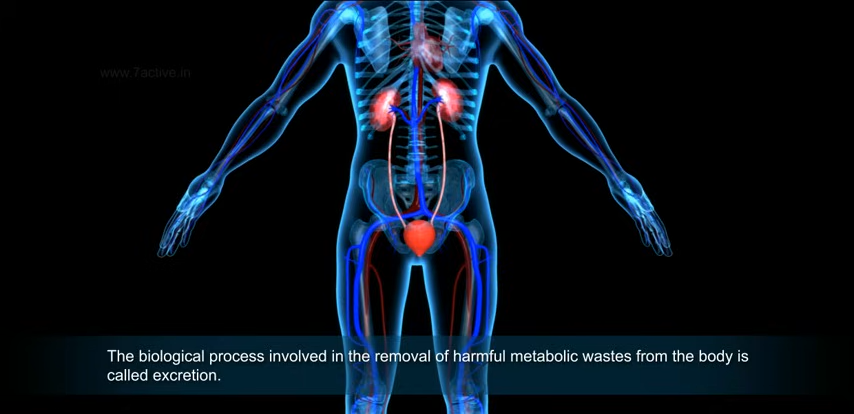 www.7active.in
The biological process involved in the removal of harmful metabolic wastes from the body is
called excretion.